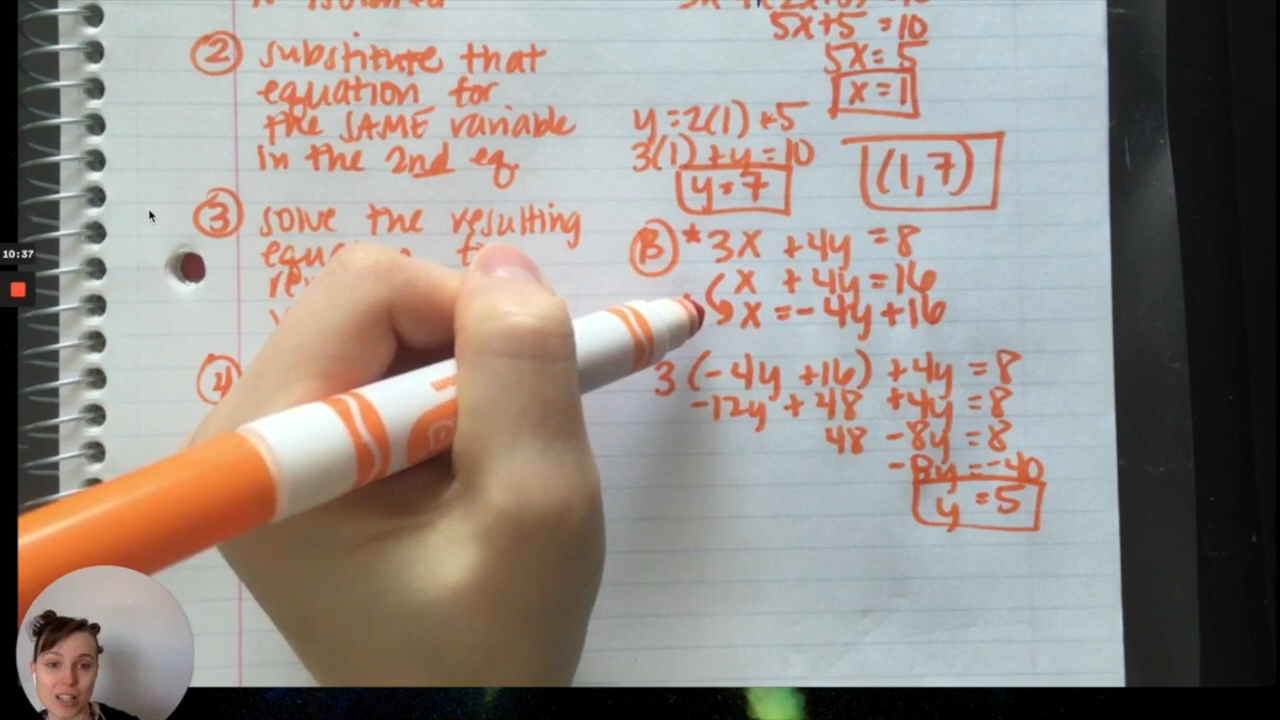 5x+5 = 10
5x = 5
x = 1
② substitute that
equation for
the SAME variable
in the 2nd eq
y = 2(1) + 5
3(1) + y = 10
y = 7
(1, 7)
③ solve the resulting
Ⓑ * 3x + 4y = 8
x + 4y = 16
x = -4y + 16
3(-4y + 16) + 4y = 8
-12y + 48 + 4y = 8
48 - 8y = 8
-8y = -40
y = 5
④
10:37